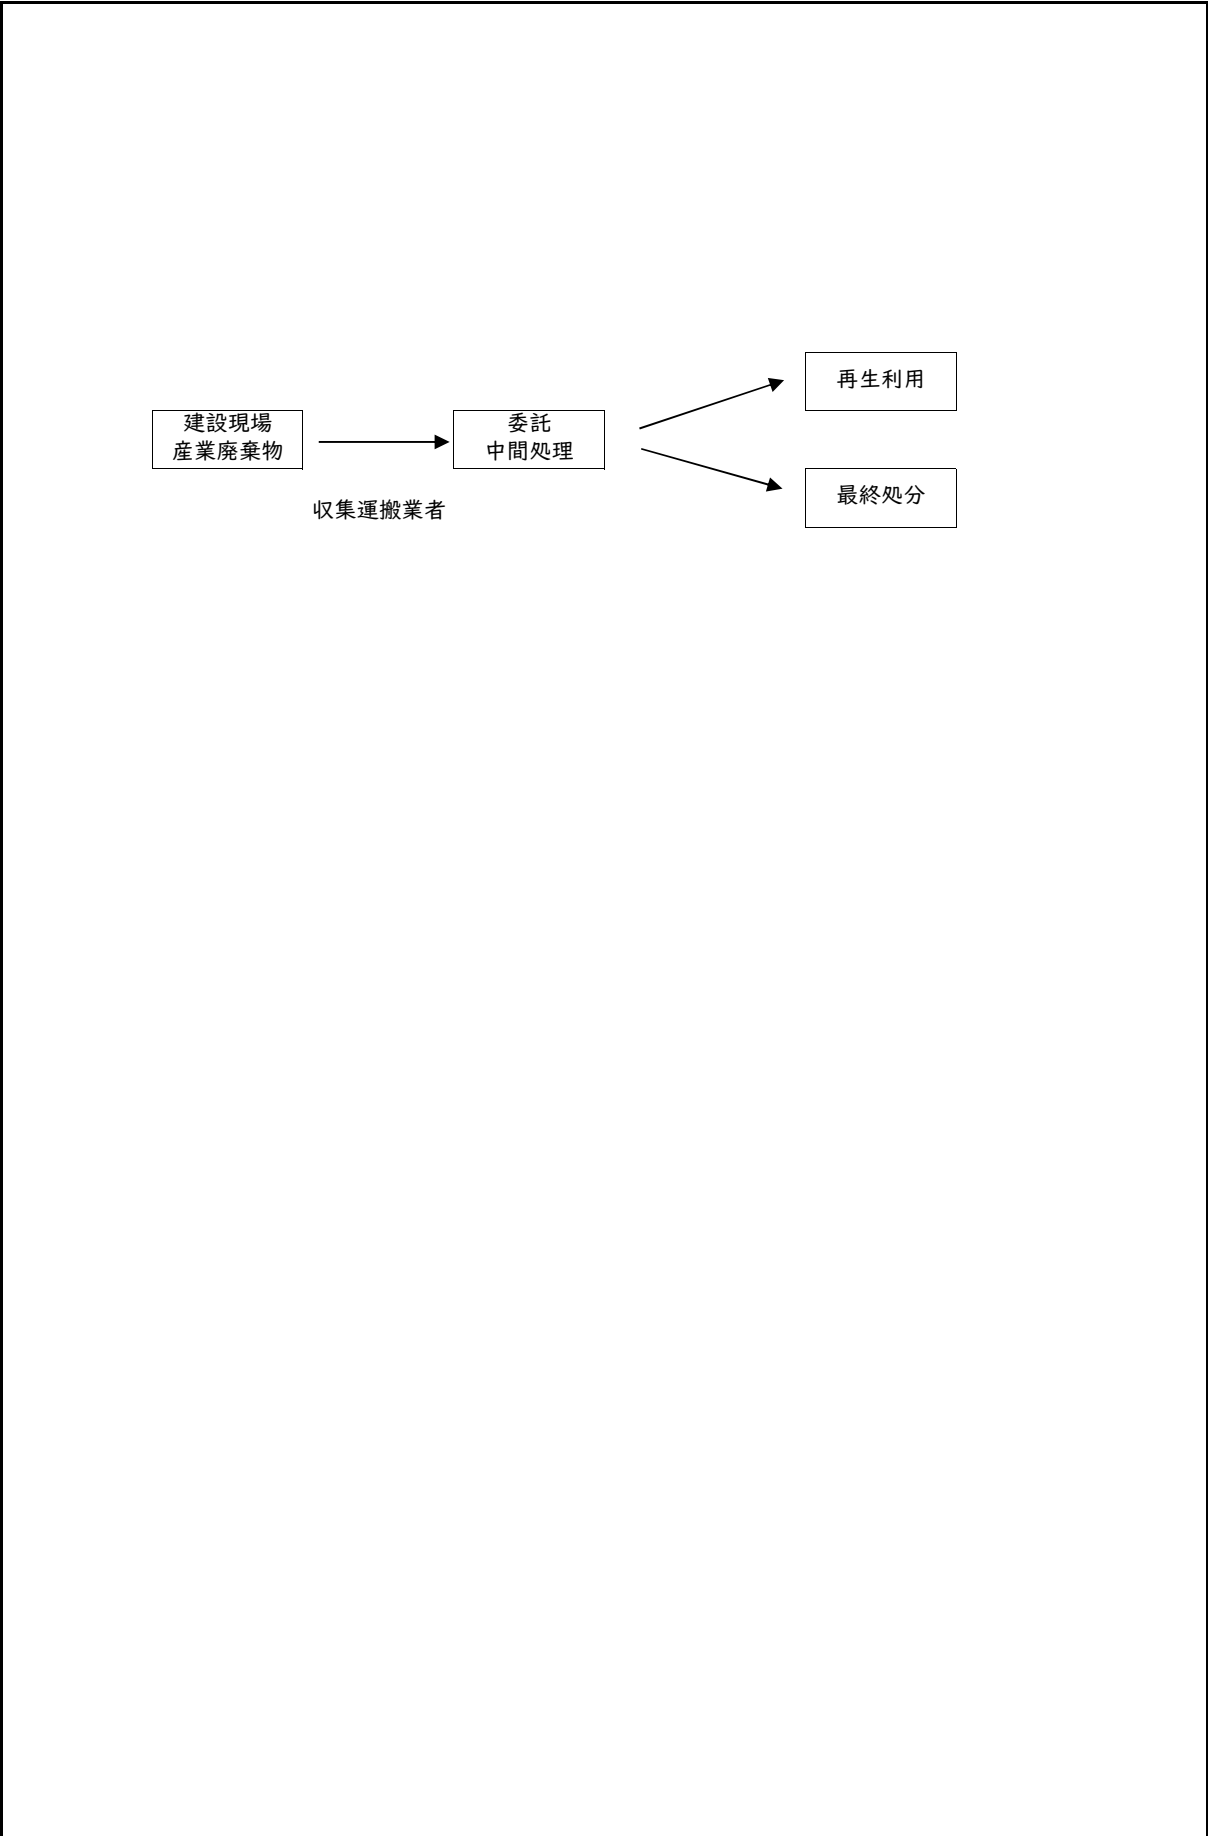 建設現場
産業廃棄物
収集運搬業者
委託
中間処理
再生利用
最終処分